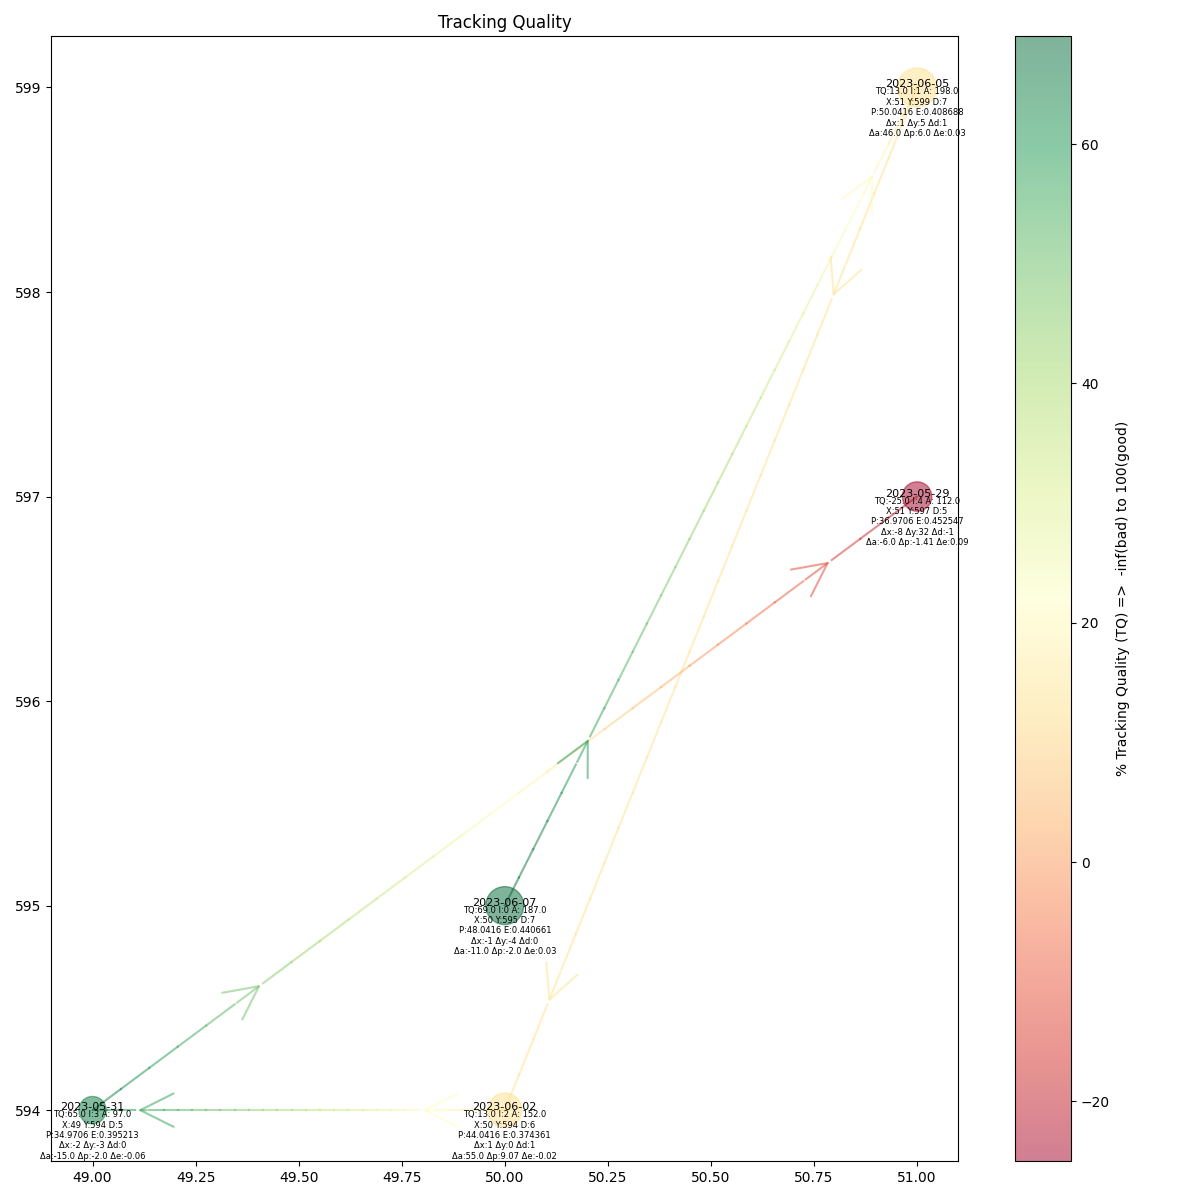 Tracking Quality
599
598
597
596
595
594
49.00
49.25
49.50
49.75
50.00
50.25
50.50
50.75
51.00
2023-06-05
TQ:13.0 I:1 A: 198.0
X:51 Y:599 D:7
P:50.0416 E:0.408688
Δx:1 Δy:5 Δd:1
Δa:46.0 Δp:6.0 Δe:0.03
2023-05-29
TQ:-25.0 I:4 A: 112.0
X:51 Y:597 D:5
P:36.9706 E:0.452547
Δx:-8 Δy:32 Δd:-1
Δa:-6.0 Δp:-1.41 Δe:0.09
2023-06-07
TQ:69.0 I:0 A: 187.0
X:50 Y:595 D:7
P:48.0416 E:0.440661
Δx:-1 Δy:-4 Δd:0
Δa:-11.0 Δp:-2.0 Δe:0.03
2023-05-31
TQ:65.0 I:3 A: 97.0
X:49 Y:594 D:5
P:34.9706 E:0.395213
Δx:-2 Δy:-3 Δd:0
Δa:-15.0 Δp:-2.0 Δe:-0.06
2023-06-02
TQ:13.0 I:2 A: 152.0
X:50 Y:594 D:6
P:44.0416 E:0.374361
Δx:1 Δy:0 Δd:1
Δa:55.0 Δp:9.07 Δe:-0.02
60
40
20
0
−20
% Tracking Quality (TQ) =>  -inf(bad) to 100(good)